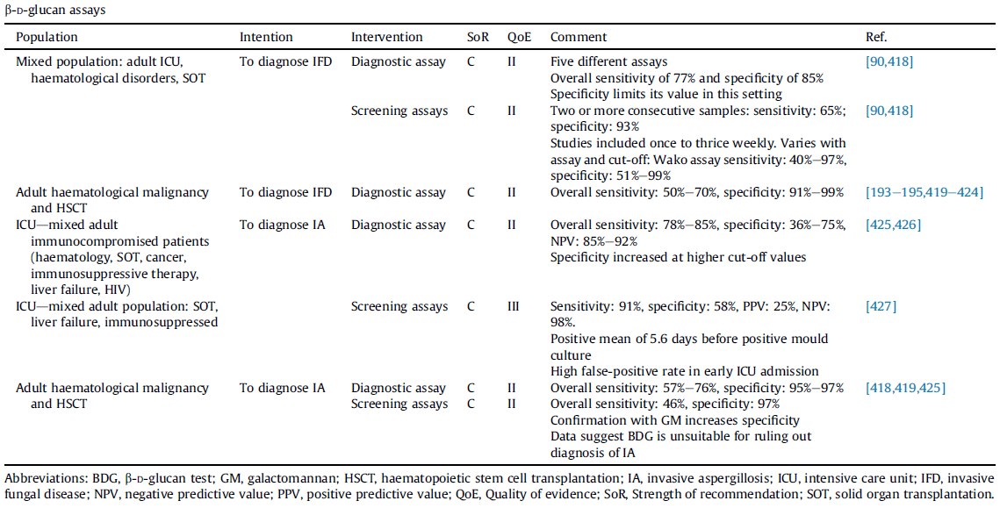 β-D-glucan assays
Population Intention Intervention SoR QoE Comment Ref.
Mixed population: adult ICU, To diagnose IFD Diagnostic assay C II Five different assays [90,418]
haematological disorders, SOT Overall sensitivity of 77% and specificity of 85%
Specificity limits its value in this setting
Screening assays C II Two or more consecutive samples: sensitivity: 65%; [90,418]
specificity: 93%
Studies included once to thrice weekly. Varies with
assay and cut-off: Wako assay sensitivity: 40%−97%,
specificity: 51%−99%
Adult haematological malignancy To diagnose IFD Diagnostic assay C II Overall sensitivity: 50%−70%, specificity: 91%−99% [193−195,419−424]
and HSCT
ICU—mixed adult To diagnose IA Diagnostic assay C II Overall sensitivity: 78%−85%, specificity: 36%−75%, [425,426]
immunocompromised patients NPV: 85%−92%
(haematology, SOT, cancer, Specificity increased at higher cut-off values
immunosuppressive therapy,
liver failure, HIV)
ICU—mixed adult population: SOT, Screening assays C III Sensitivity: 91%, specificity: 58%, PPV: 25%, NPV: [427]
liver failure, immunosuppressed 98%.
Positive mean of 5.6 days before positive mould
culture
High false-positive rate in early ICU admission
Adult haematological malignancy To diagnose IA Diagnostic assay C II Overall sensitivity: 57%−76%, specificity: 95%−97% [418,419,425]
and HSCT Screening assays C II Overall sensitivity: 46%, specificity: 97%
Confirmation with GM increases specificity
Data suggest BDG is unsuitable for ruling out
diagnosis of IA
Abbreviations: BDG, β-D-glucan test; GM, galactomannan; HSCT, haematopoietic stem cell transplantation; IA, invasive aspergillosis; ICU, intensive care unit; IFD, invasive
fungal disease; NPV, negative predictive value; PPV, positive predictive value; QoE, Quality of evidence; SoR, Strength of recommendation; SOT, solid organ transplantation.